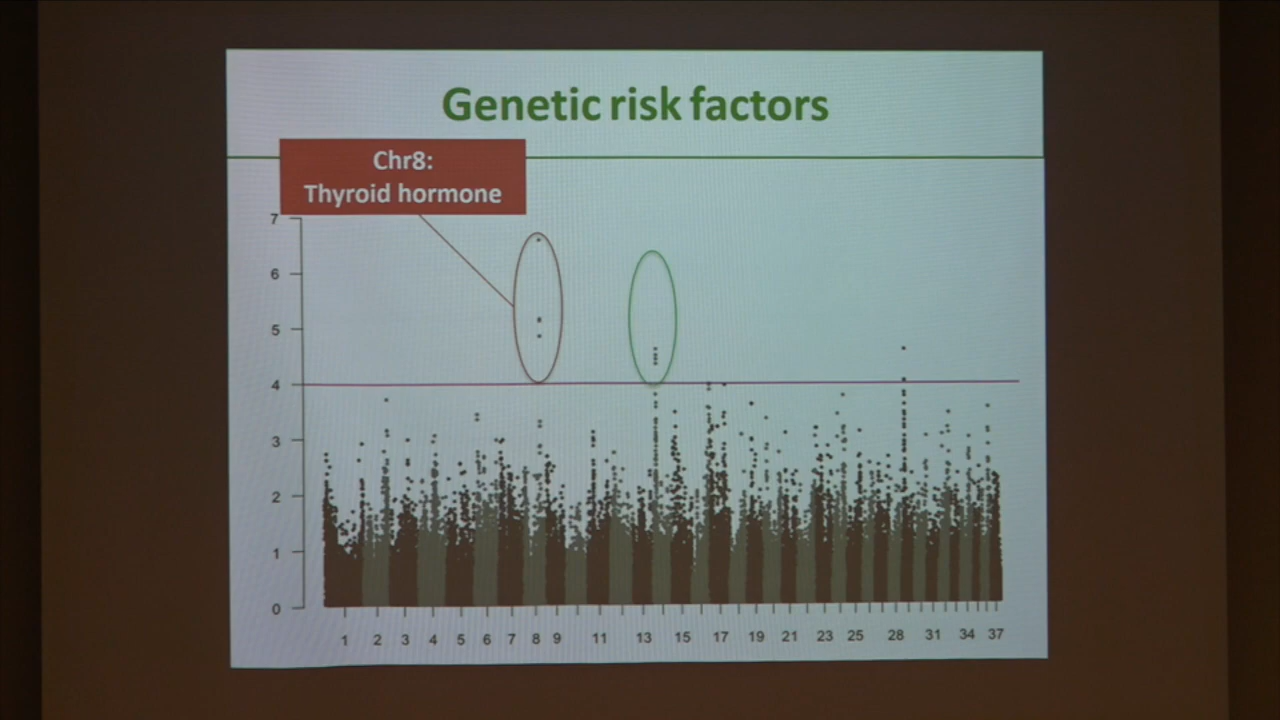 Genetic risk factors
Chr8:
Thyroid hormone
7
6
5
4
3
2
1
0
1 2 3 4 5 6 7 8 9 11 13 15 17 19 21 23 25 28 31 34 37